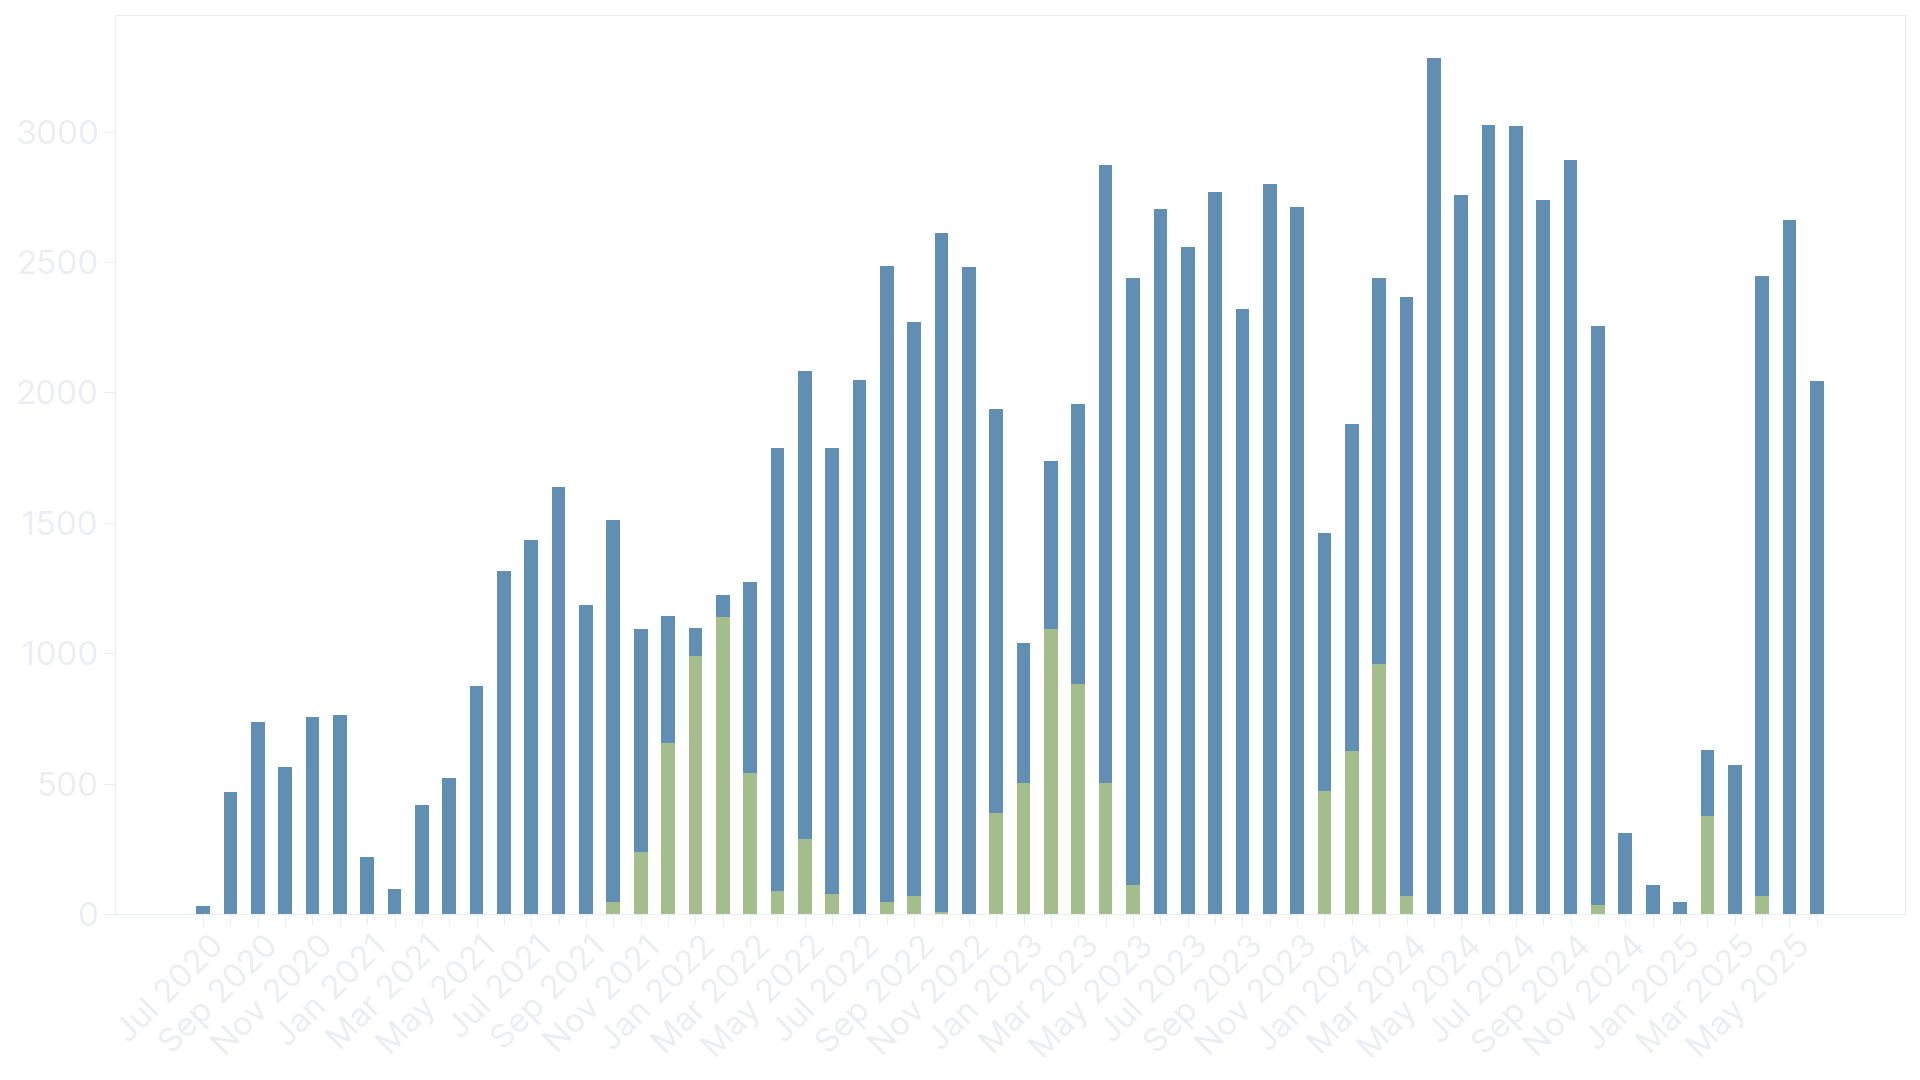 3000
2500
2000
1500
1000
500
0
Jul 2020
Sep 2020
Nov 2020
Jan 2021
Mar 2021
May 2021
Jul 2021
Sep 2021
Nov 2021
Jan 2022
Mar 2022
May 2022
Jul 2022
Sep 2022
Nov 2022
Jan 2023
Mar 2023
May 2023
Jul 2023
Sep 2023
Nov 2023
Jan 2024
Mar 2024
May 2024
Jul 2024
Sep 2024
Nov 2024
Jan 2025
Mar 2025
May 2025